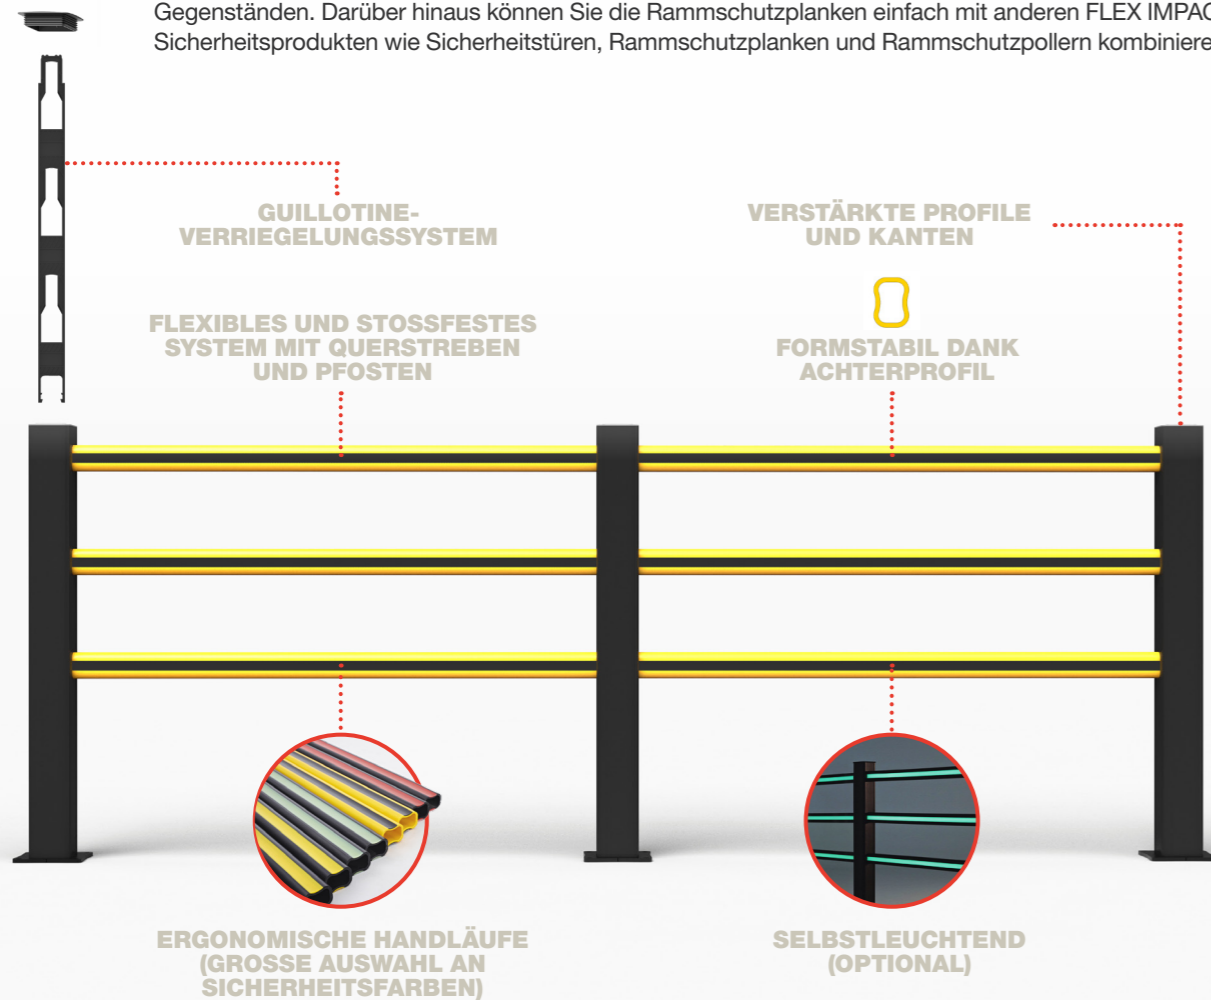 Gegenständen. Darüber hinaus können Sie die Rammschutzplanken einfach mit anderen FLEX IMPAC
Sicherheitsprodukten wie Sicherheitstüren, Rammschutzplanken und Rammschutzpollern kombiniere
GUILLOTINE-
VERRIEGELUNGSSYSTEM
VERSTÄRKTE PROFILE
UND KANTEN
FLEXIBLES UND STOSSFESTES
SYSTEM MIT QUERSTREBEN
UND PFOSTEN
FORMSTABIL DANK
ACHTERPROFIL
ERGONOMISCHE HANDLÄUFE
(GROSSE AUSWAHL AN
SICHERHEITSFARBEN)
SELBSTLEUCHTEND
(OPTIONAL)